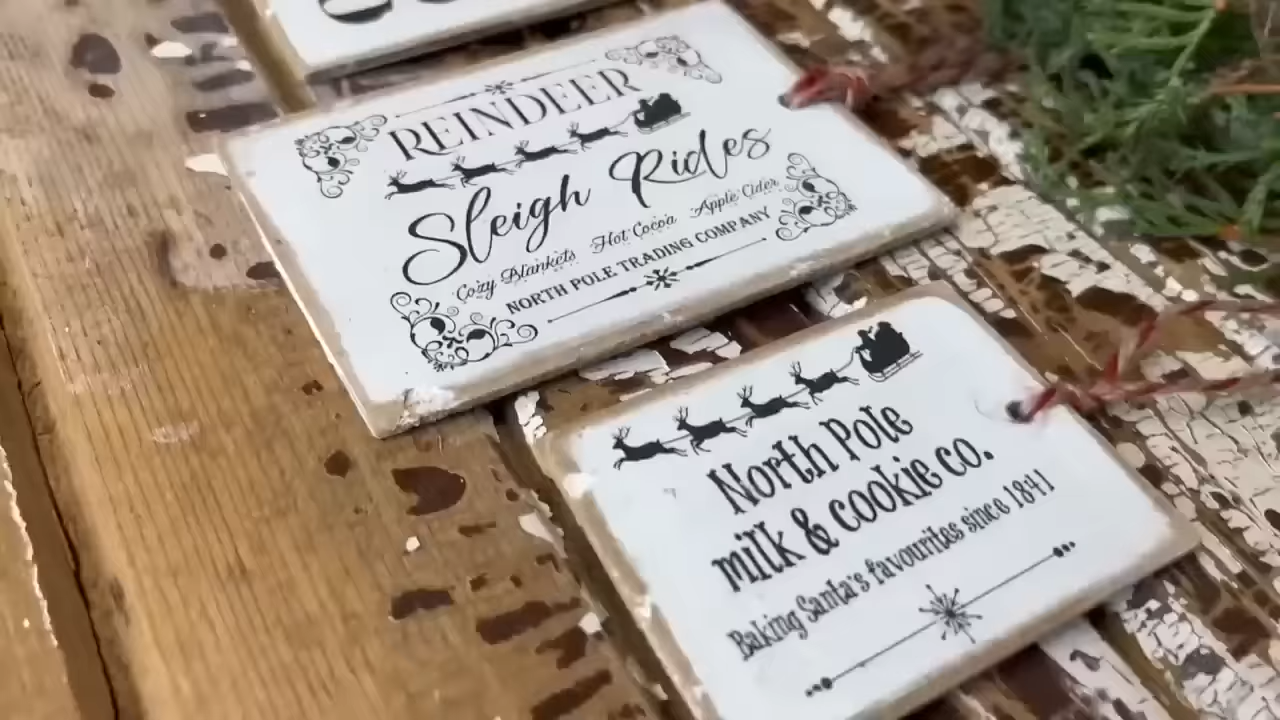 REINDEER
Sleigh Rides
Cozy Blankets Hot Cocoa Apple Cider
NORTH POLE TRADING COMPANY
North Pole
milk & cookie co.
Baking Santa's favourites since 1841